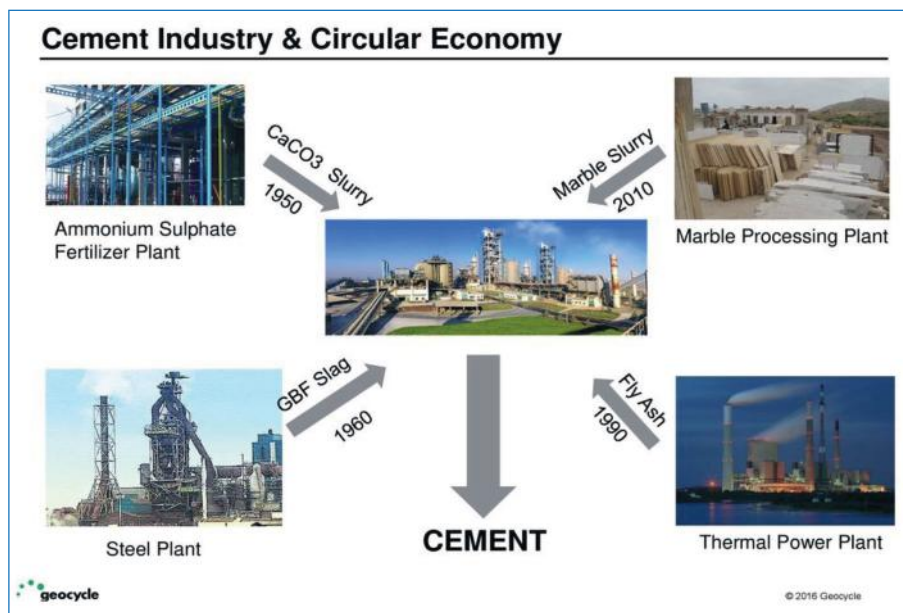 Cement Industry & Circular Economy
CaCO3 Slurry
1950
Ammonium Sulphate
Fertilizer Plant
Marble Slurry
2010
Marble Processing Plant
GBF Slag
1960
Steel Plant
Fly Ash
1990
Thermal Power Plant
CEMENT
geocycle
© 2016 Geocycle